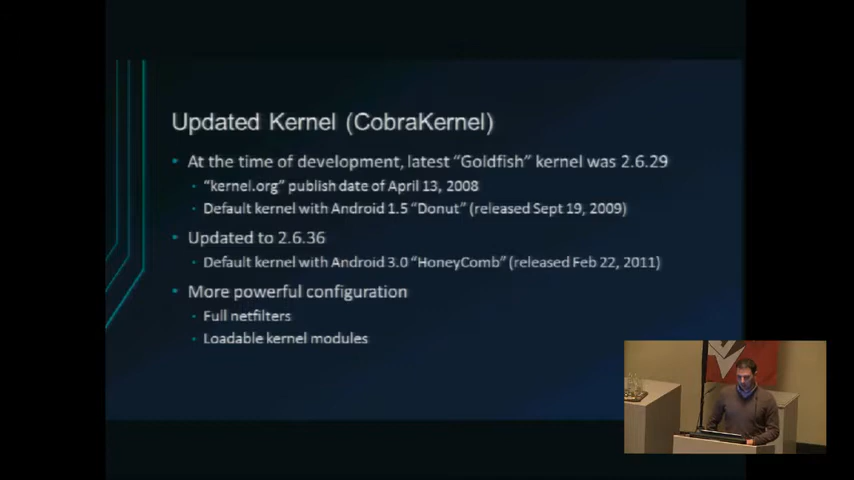 Updated Kernel (CobraKernel)
At the time of development, latest "Goldfish" kernel was 2.6.29
"kernel.org" publish date of April 13, 2008
Default kernel with Android 1.5 "Donut" (released Sept 19, 2009)
Updated to 2.6.36
Default kernel with Android 3.0 "HoneyComb" (released Feb 22, 2011)
More powerful configuration
Full netfilters
Loadable kernel modules